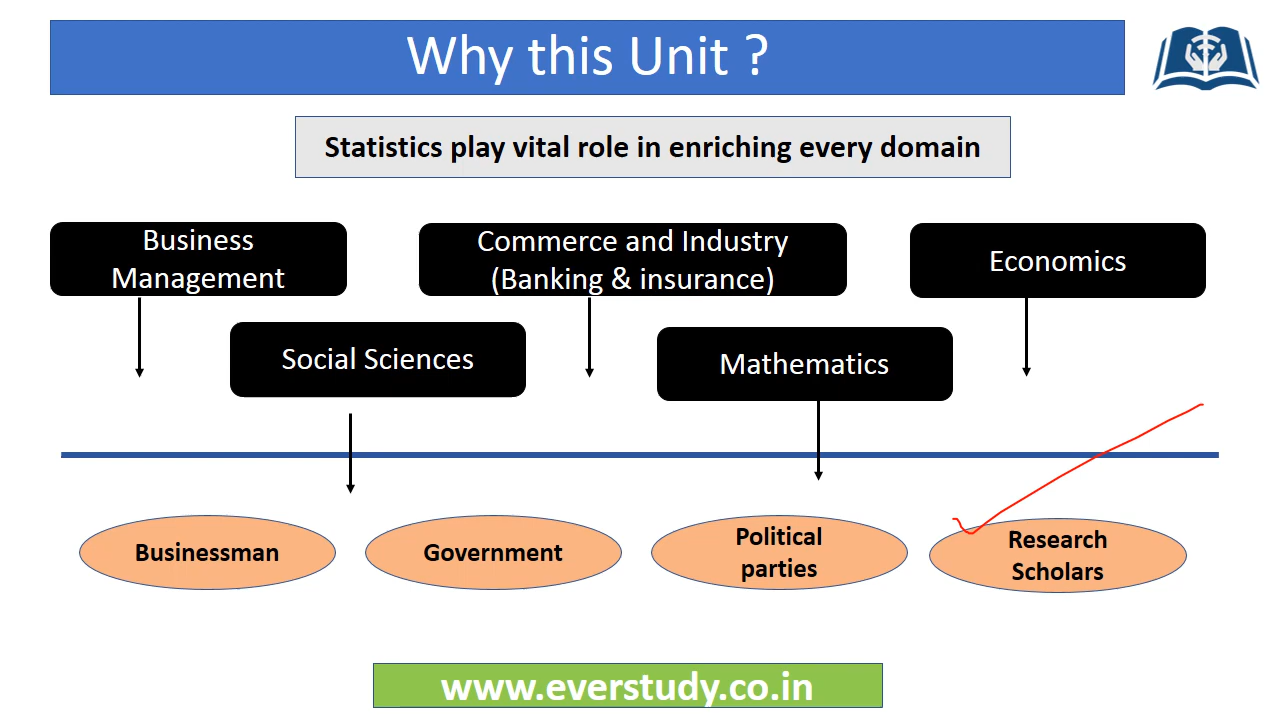 Why this Unit ?
Statistics play vital role in enriching every domain
Business
Management
Commerce and Industry
(Banking & insurance)
Economics
Social Sciences
Mathematics
Businessman
Government
Political
parties
Research
Scholars
www.everstudy.co.in